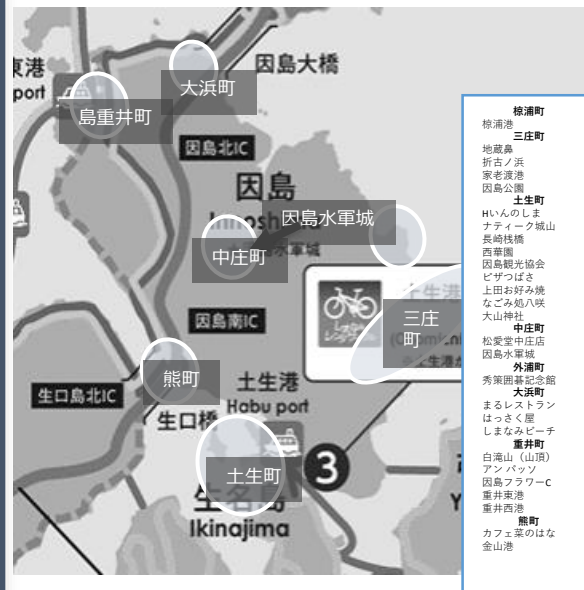 東港
port
大浜町
因島大橋
島重井町
因島北IC
因島
因島水軍城
中庄町
水軍城
因島南IC
土生港
三庄
町
熊町
生口島北IC
生口橋
土生港
Habu port
土生町
3
生名島
Ikinajima
椋浦町
椋浦港
三庄町
地蔵鼻
折古ノ浜
家老渡港
因島公園
土生町
Hいんのしま
ナティーク城山
長崎桟橋
西華園
因島観光協会
ピザつばさ
上田お好み焼
なごみ処八咲
大山神社
中庄町
松愛堂中庄店
因島水軍城
外浦町
秀策囲碁記念館
大浜町
まるレストラン
はっさく屋
しまなみビーチ
重井町
白滝山（山頂）
アン バッソ
因島フラワーC
重井東港
重井西港
熊町
カフェ菜のはな
金山港